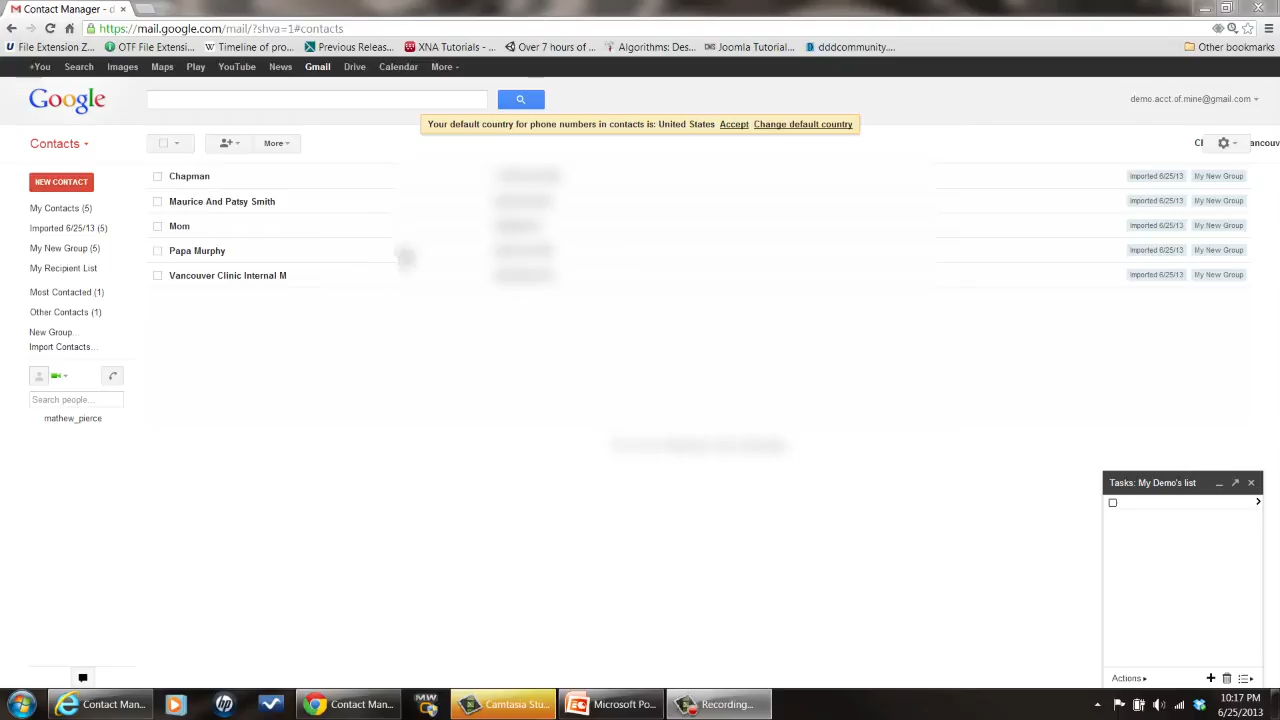 Contact Manager - d
https://mail.google.com/mail/?shva=1#contacts
File Extension Z... OTF File Exten... Timeline of pro... Previous Releas... XNA Tutorials - ... Over 7 hours of ... Algorithms: Des... Joomla Tutorial... dddcommunity.... Other bookmarks
+You Search Images Maps Play YouTube News Gmail Drive Calendar More
Google
demo.acct.of.mine@gmail.com
Your default country for phone numbers in contacts is: United States Accept Change default country
Contacts More
NEW CONTACT
Chapman Imported 6/25/13 My New Group
Maurice And Patsy Smith Imported 6/25/13 My New Group
Mom Imported 6/25/13 My New Group
Papa Murphy Imported 6/25/13 My New Group
Vancouver Clinic Internal M Imported 6/25/13 My New Group
My Contacts (5)
Imported 6/25/13 (5)
My New Group (5)
My Recipient List
Most Contacted (1)
Other Contacts (1)
New Group...
Import Contacts...
Search people...
mathew_pierce
Tasks: My Demo's list
Actions
Contact Man... Contact Man... Camtasia Stu... Microsoft Po... Recording...
10:17 PM
6/25/2013